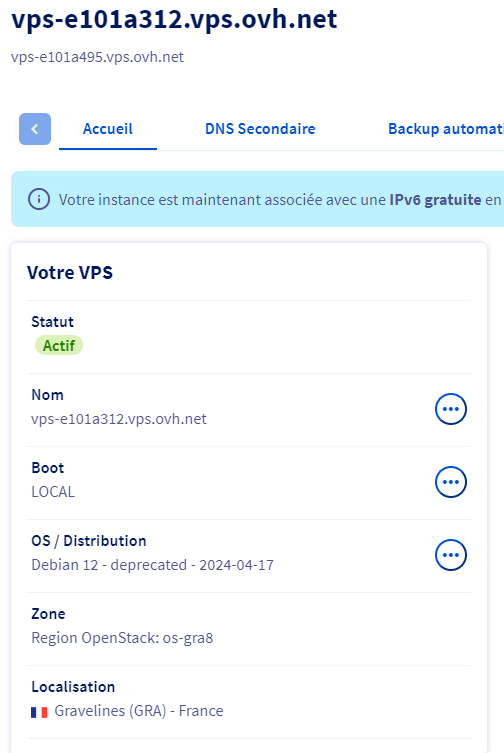 vps-e101a312.vps.ovh.net
vps-e101a495.vps.ovh.net
Accueil DNS Secondaire Backup automati
Votre instance est maintenant associée avec une IPv6 gratuite en
Votre VPS
Statut
Actif
Nom
vps-e101a312.vps.ovh.net
Boot
LOCAL
OS / Distribution
Debian 12 - deprecated - 2024-04-17
Zone
Region OpenStack: os-gra8
Localisation
Gravelines (GRA) - France